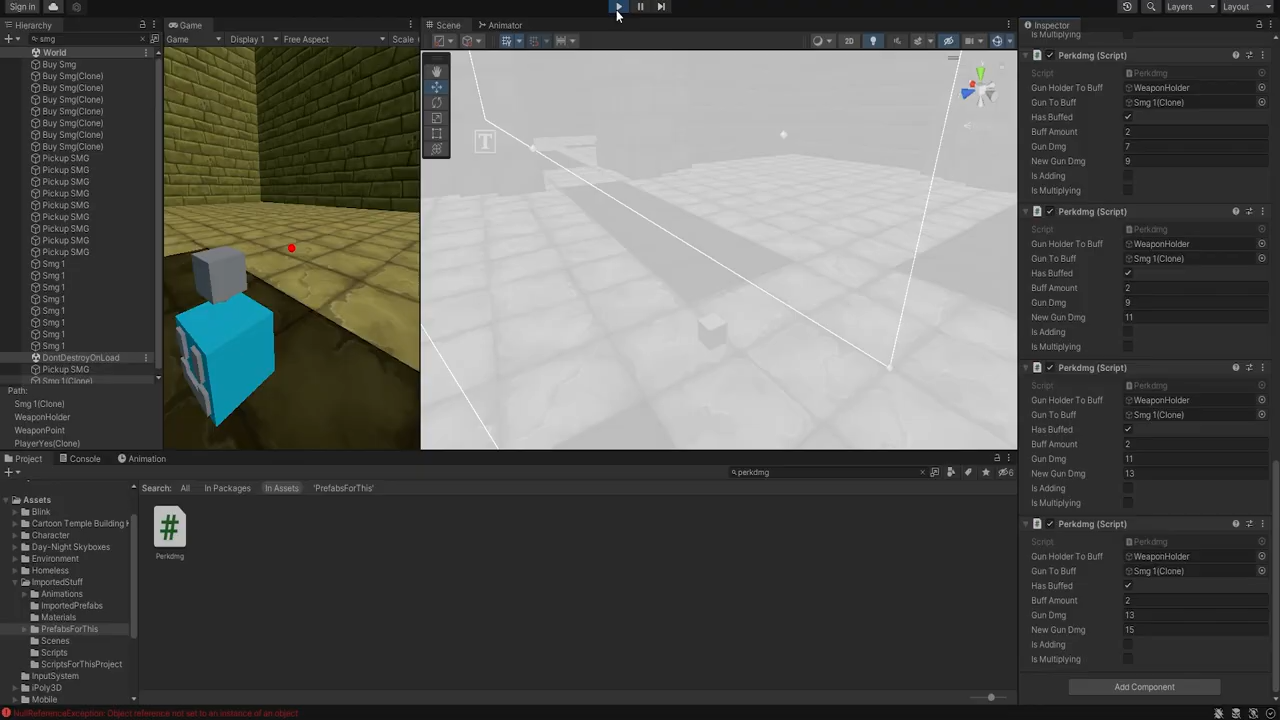 Sign in
Layers
Layout
Hierarchy
Game
Scene
Animator
Inspector
smg
Game
Display 1
Free Aspect
Scale
2D
World
Buy Smg
Buy Smg(Clone)
Buy Smg(Clone)
Buy Smg(Clone)
Buy Smg(Clone)
Buy Smg(Clone)
Buy Smg(Clone)
Buy Smg(Clone)
Pickup SMG
Pickup SMG
Pickup SMG
Pickup SMG
Pickup SMG
Pickup SMG
Pickup SMG
Pickup SMG
Pickup SMG
Smg 1
Smg 1
Smg 1
Smg 1
Smg 1
Smg 1
Smg 1
Smg 1
DontDestroyOnLoad
Pickup SMG
Smg 1(Clone)
Path:
Smg 1(Clone)
WeaponHolder
WeaponPoint
PlayerYes(Clone)
T
Is Multiplying
Perkdmg (Script)
Script Perkdmg
Gun Holder To Buff WeaponHolder
Gun To Buff Smg 1(Clone)
Has Buffed
Buff Amount 2
Gun Dmg 7
New Gun Dmg 9
Is Adding
Is Multiplying
Perkdmg (Script)
Script Perkdmg
Gun Holder To Buff WeaponHolder
Gun To Buff Smg 1(Clone)
Has Buffed
Buff Amount 2
Gun Dmg 9
New Gun Dmg 11
Is Adding
Is Multiplying
Perkdmg (Script)
Script Perkdmg
Gun Holder To Buff WeaponHolder
Gun To Buff Smg 1(Clone)
Has Buffed
Buff Amount 2
Gun Dmg 11
New Gun Dmg 13
Is Adding
Is Multiplying
Perkdmg (Script)
Script Perkdmg
Gun Holder To Buff WeaponHolder
Gun To Buff Smg 1(Clone)
Has Buffed
Buff Amount 2
Gun Dmg 13
New Gun Dmg 15
Is Adding
Is Multiplying
Add Component
Project
Console
Animation
perkdmg
6
Search: All In Packages In Assets 'PrefabsForThis'
Assets
Blink
Cartoon Temple Building K
Character
Day-Night Skyboxes
Environment
Homeless
ImportedStuff
Animations
ImportedPrefabs
Materials
PrefabsForThis
Scenes
Scripts
ScriptsForThisProject
InputSystem
iPoly3D
Mobile
#
Perkdmg
NullReferenceException: Object reference not set to an instance of an object